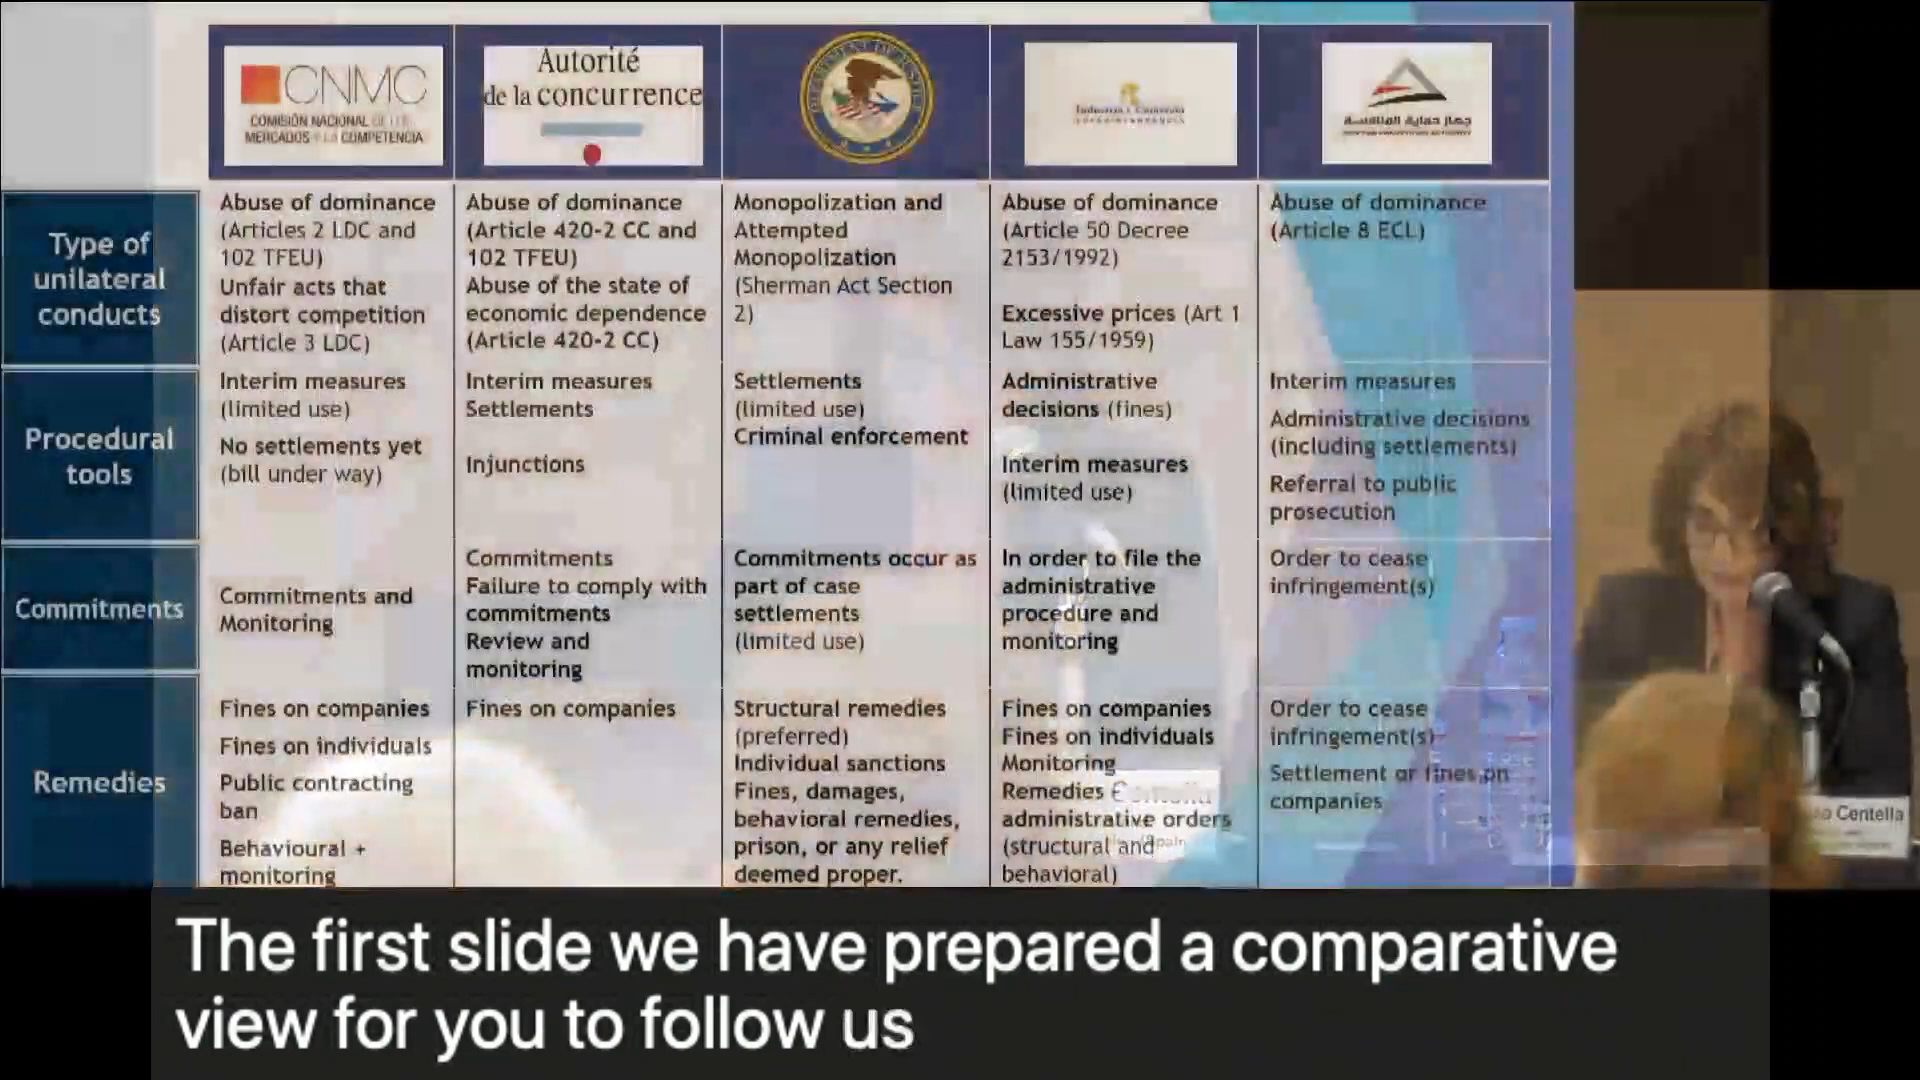 CNMC
COMISIÓN NACIONAL DE LOS
MERCADOS Y LA COMPETENCIA
Autorité
de la concurrence
Industria y Comercio
SUPERINTENDENCIA
جهاز حماية المنافسة
Type of
unilateral
conducts
Abuse of dominance
(Articles 2 LDC and
102 TFEU)
Unfair acts that
distort competition
(Article 3 LDC)
Abuse of dominance
(Article 420-2 CC and
102 TFEU)
Abuse of the state of
economic dependence
(Article 420-2 CC)
Monopolization and
Attempted
Monopolization
(Sherman Act Section
2)
Abuse of dominance
(Article 50 Decree
2153/1992)
Excessive prices (Art 1
Law 155/1959)
Abuse of dominance
(Article 8 ECL)
Procedural
tools
Interim measures
(limited use)
No settlements yet
(bill under way)
Interim measures
Settlements
Injunctions
Settlements
(limited use)
Criminal enforcement
Administrative
decisions (fines)
Interim measures
(limited use)
Interim measures
Administrative decisions
(including settlements)
Referral to public
prosecution
Commitments
Commitments and
Monitoring
Commitments
Failure to comply with
commitments
Review and
monitoring
Commitments occur as
part of case
settlements
(limited use)
In order to file the
administrative
procedure and
monitoring
Order to cease
infringement(s)
Remedies
Fines on companies
Fines on individuals
Public contracting
ban
Behavioural +
monitoring
Fines on companies
Structural remedies
(preferred)
Individual sanctions
Fines, damages,
behavioral remedies,
prison, or any relief
deemed proper.
Fines on companies
Fines on individuals
Monitoring
Remedies
administrative orders
(structural and
behavioral)
Order to cease
infringement(s)
Settlement or fines on
companies
Centella
The first slide we have prepared a comparative
view for you to follow us